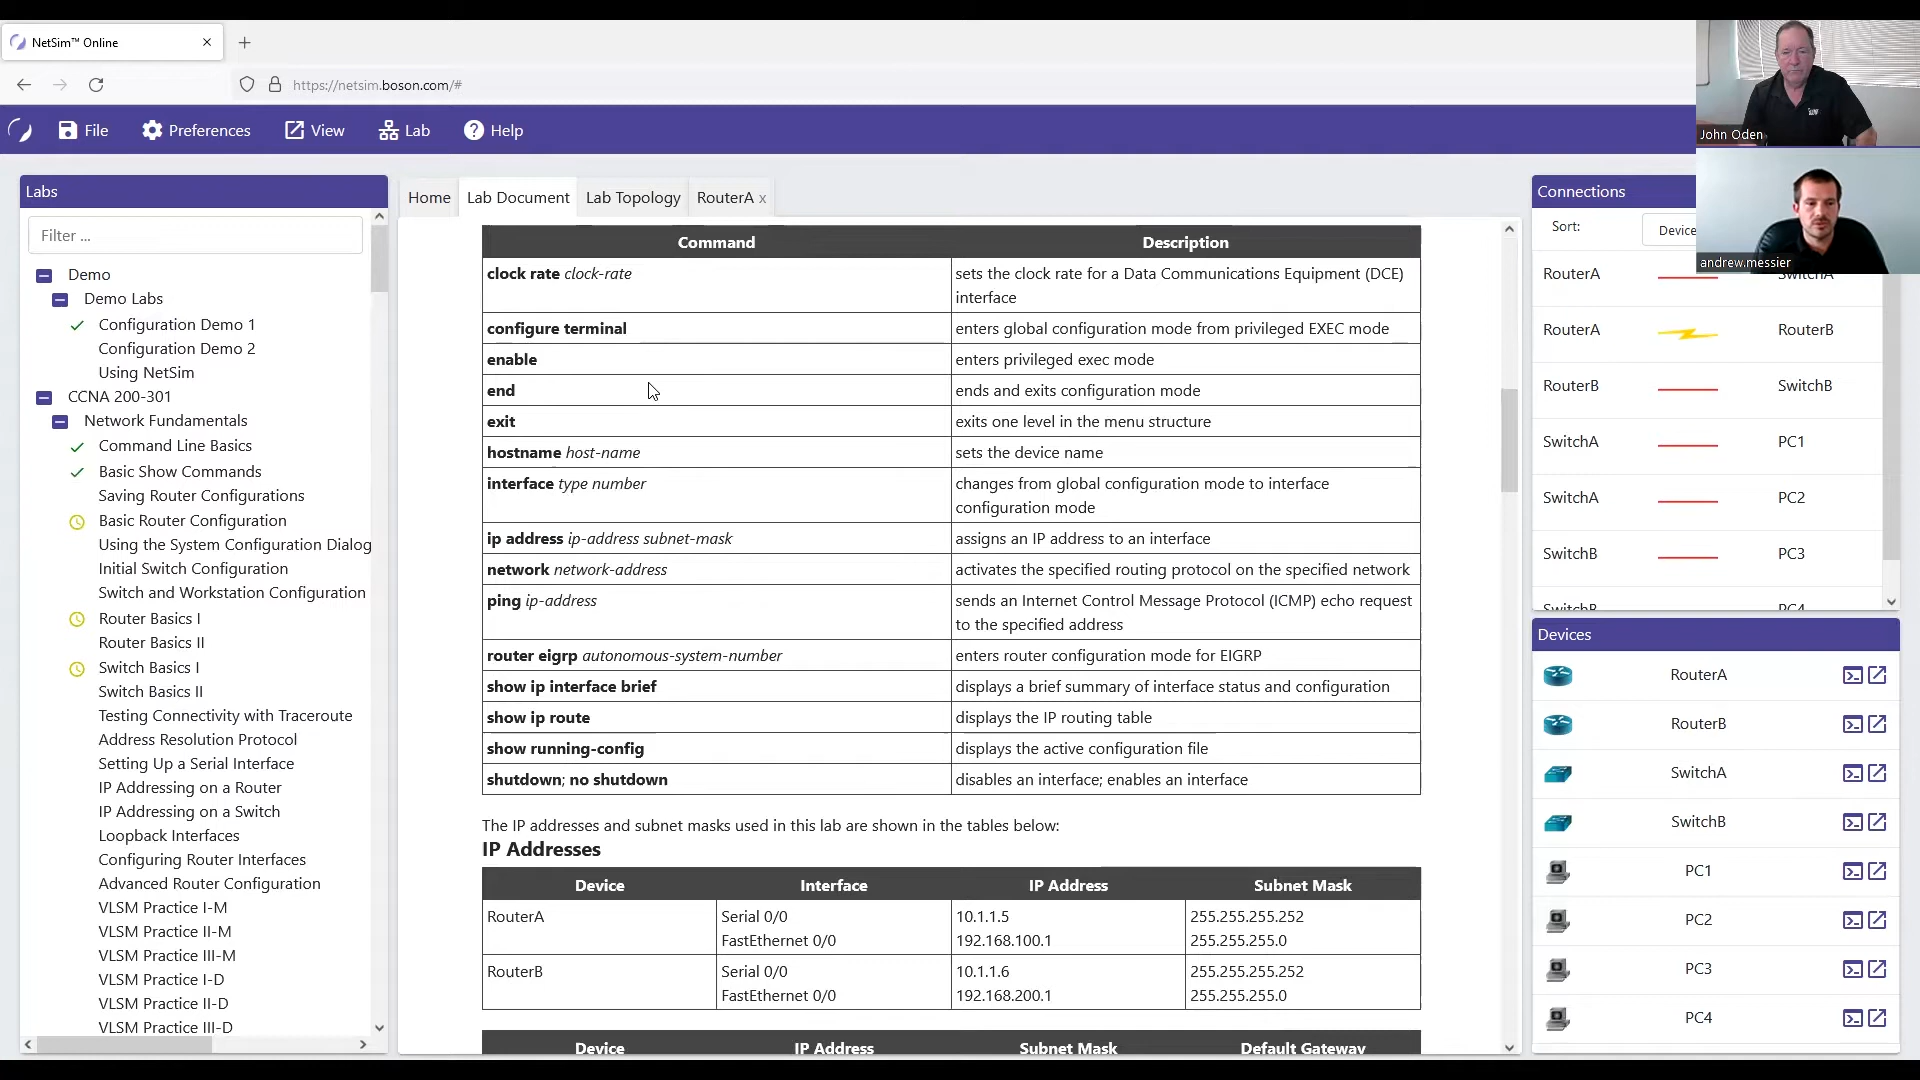 NetSim™ Online
https://netsim.boson.com/#
File
Preferences
View
Lab
Help
John Oden
andrew.messier
Labs
Filter ...
Demo
Demo Labs
Configuration Demo 1
Configuration Demo 2
Using NetSim
CCNA 200-301
Network Fundamentals
Command Line Basics
Basic Show Commands
Saving Router Configurations
Basic Router Configuration
Using the System Configuration Dialog
Initial Switch Configuration
Switch and Workstation Configuration
Router Basics I
Router Basics II
Switch Basics I
Switch Basics II
Testing Connectivity with Traceroute
Address Resolution Protocol
Setting Up a Serial Interface
IP Addressing on a Router
IP Addressing on a Switch
Loopback Interfaces
Configuring Router Interfaces
Advanced Router Configuration
VLSM Practice I-M
VLSM Practice II-M
VLSM Practice III-M
VLSM Practice I-D
VLSM Practice II-D
VLSM Practice III-D
Home
Lab Document
Lab Topology
RouterA x
Command Description
clock rate clock-rate sets the clock rate for a Data Communications Equipment (DCE)
interface
configure terminal enters global configuration mode from privileged EXEC mode
enable enters privileged exec mode
end ends and exits configuration mode
exit exits one level in the menu structure
hostname host-name sets the device name
interface type number changes from global configuration mode to interface
configuration mode
ip address ip-address subnet-mask assigns an IP address to an interface
network network-address activates the specified routing protocol on the specified network
ping ip-address sends an Internet Control Message Protocol (ICMP) echo request
to the specified address
router eigrp autonomous-system-number enters router configuration mode for EIGRP
show ip interface brief displays a brief summary of interface status and configuration
show ip route displays the IP routing table
show running-config displays the active configuration file
shutdown; no shutdown disables an interface; enables an interface
The IP addresses and subnet masks used in this lab are shown in the tables below:
IP Addresses
Device Interface IP Address Subnet Mask
RouterA Serial 0/0 10.1.1.5 255.255.255.252
FastEthernet 0/0 192.168.100.1 255.255.255.0
RouterB Serial 0/0 10.1.1.6 255.255.255.252
FastEthernet 0/0 192.168.200.1 255.255.255.0
Device IP Address Subnet Mask Default Gateway
Connections
Sort: Device
RouterA SwitchA
RouterA RouterB
RouterB SwitchB
SwitchA PC1
SwitchA PC2
SwitchB PC3
SwitchB PC4
Devices
RouterA
RouterB
SwitchA
SwitchB
PC1
PC2
PC3
PC4